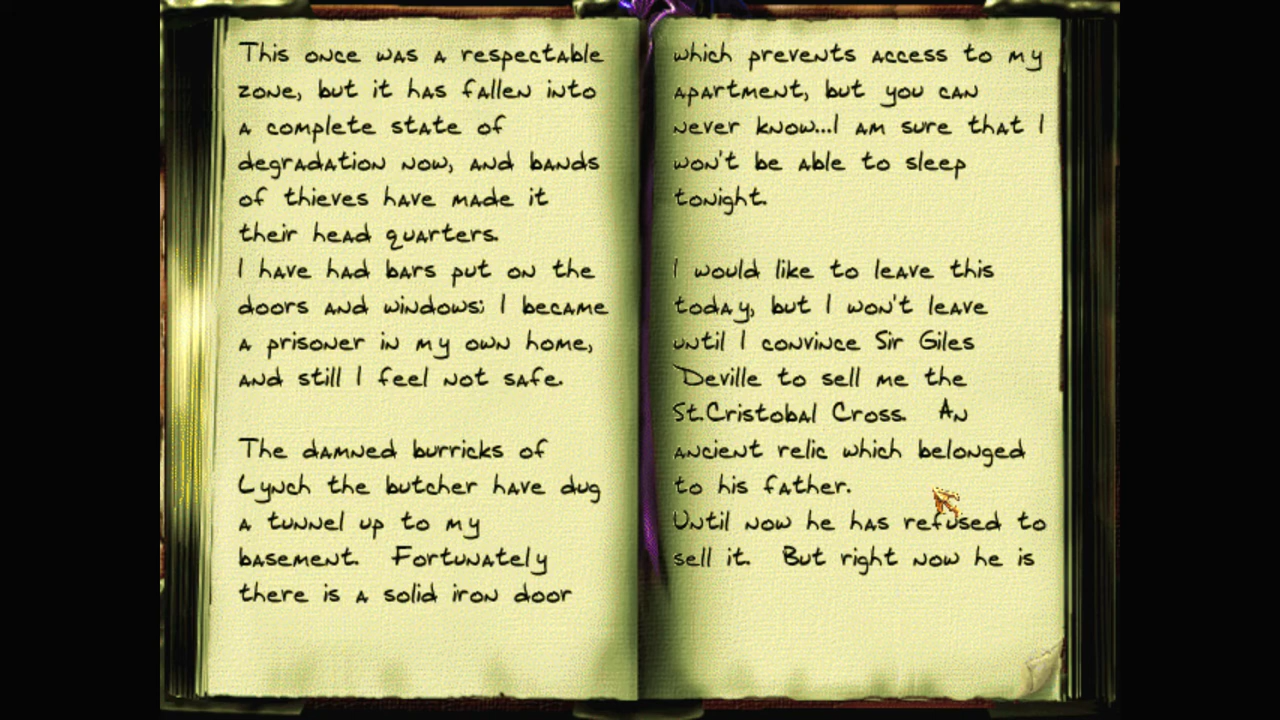 This once was a respectable
zone, but it has fallen into
a complete state of
degradation now, and bands
of thieves have made it
their head quarters.
I have had bars put on the
doors and windows; I became
a prisoner in my own home,
and still I feel not safe.
The damned burricks of
Lynch the butcher have dug
a tunnel up to my
basement. Fortunately
there is a solid iron door
which prevents access to my
apartment, but you can
never know...I am sure that I
won't be able to sleep
tonight.
I would like to leave this
today, but I won't leave
until I convince Sir Giles
Deville to sell me the
St.Cristobal Cross. An
ancient relic which belonged
to his father.
Until now he has refused to
sell it. But right now he is